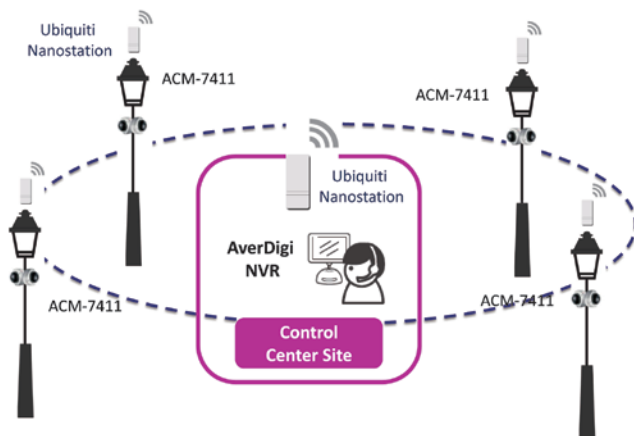 Ubiquiti
Nanostation
ACM-7411
ACM-7411
Ubiquiti
Nanostation
AverDigi
NVR
ACM-7411
ACM-7411
Control
Center Site